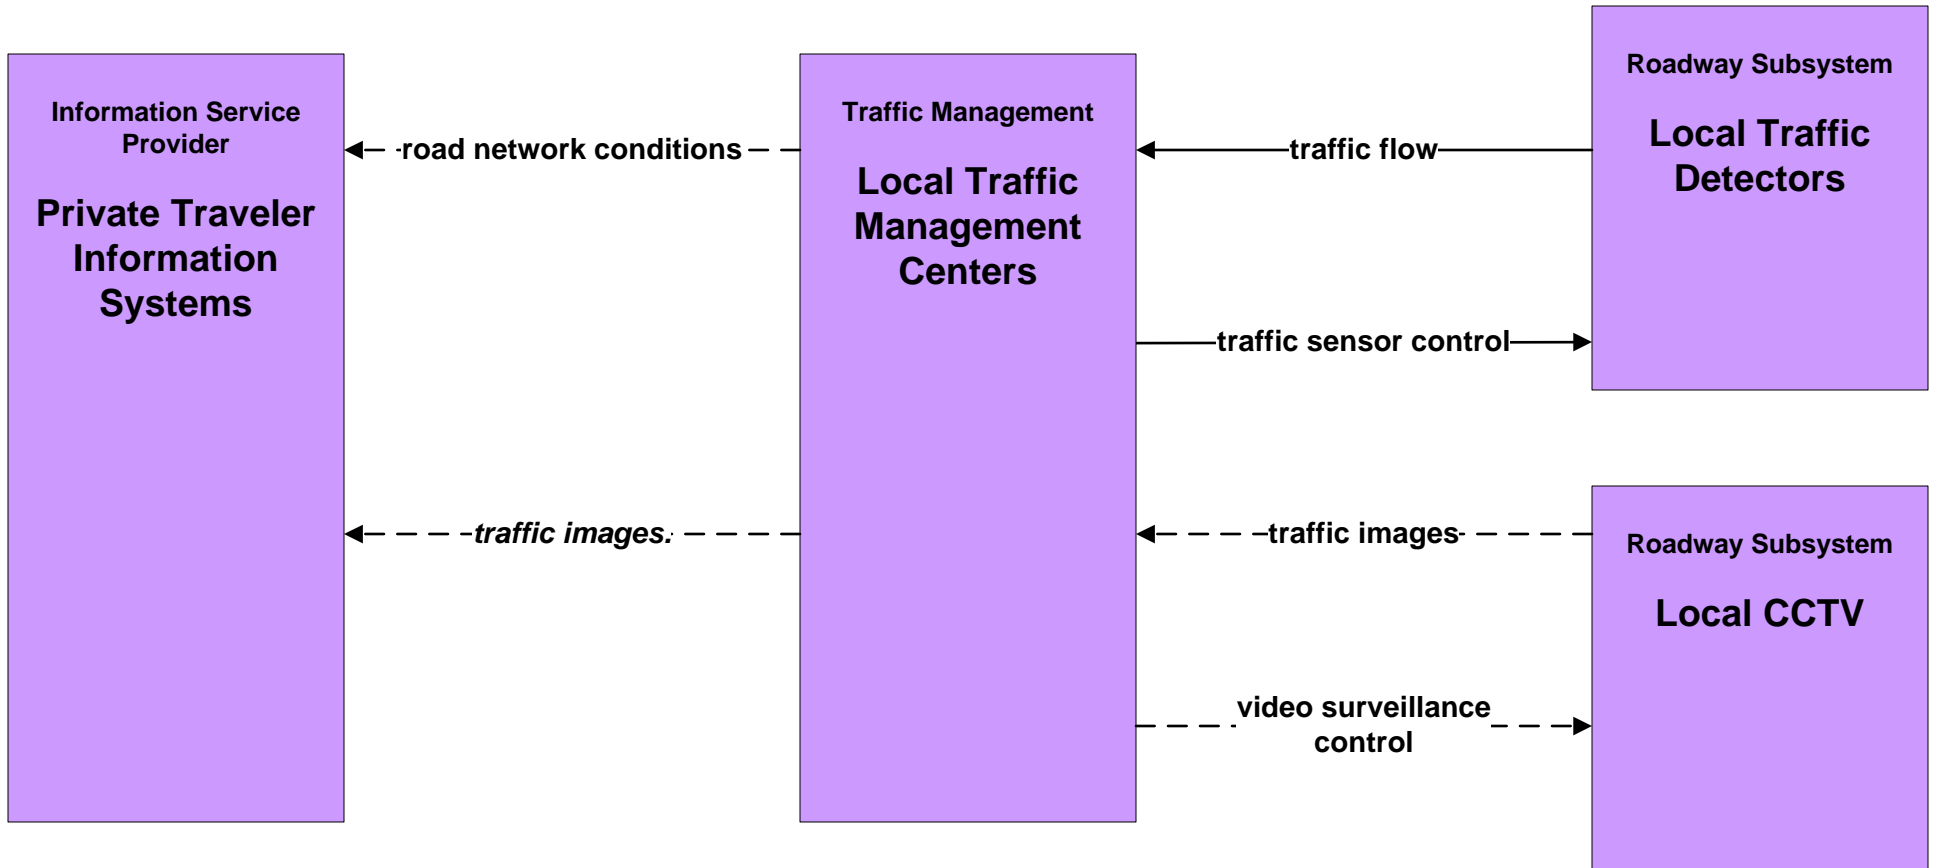 Information Service
Provider
Private Traveler
Information
Systems
road network conditions
traffic images.
Traffic Management
Local Traffic
Management
Centers
traffic flow
traffic sensor control
traffic images
video surveillance
control
Roadway Subsystem
Local Traffic
Detectors
Roadway Subsystem
Local CCTV